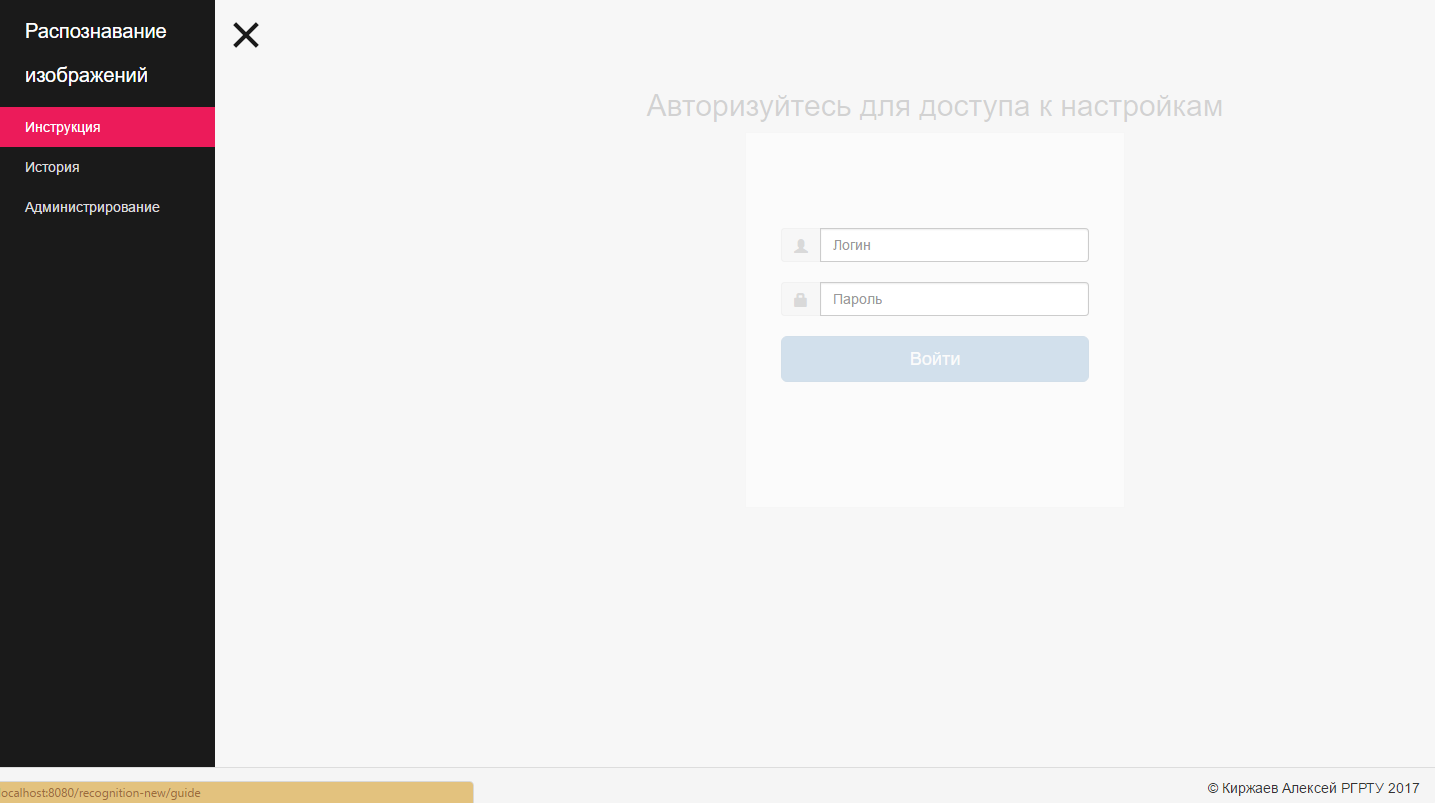 Распознавание
изображений
Инструкция
История
Администрирование
Авторизуйтесь для доступа к настройкам
Логин
Пароль
Войти
ocalhost:8080/recognition-new/guide
© Киржаев Алексей РГРТУ 2017